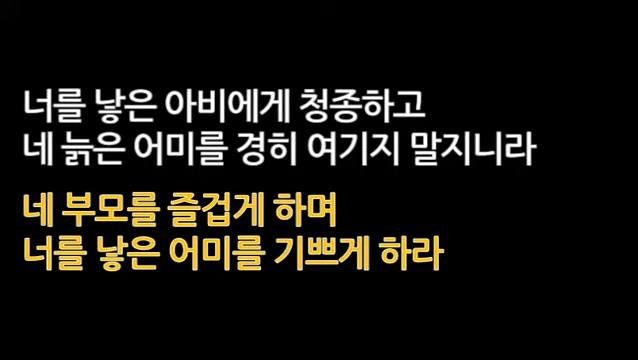 너를 낳은 아비에게 청종하고
네 늙은 어미를 경히 여기지 말지니라
네 부모를 즐겁게 하며
너를 낳은 어미를 기쁘게 하라